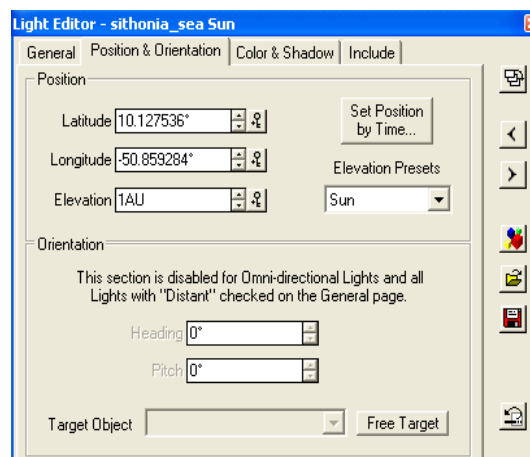 Light Editor - sithonia_sea Sun
General Position & Orientation Color & Shadow Include
Position
Latitude 10.127536°
Set Position
by Time...
Longitude -50.859284°
Elevation Presets
Elevation 1AU
Sun
Orientation
This section is disabled for Omni-directional Lights and all
Lights with "Distant" checked on the General page.
Heading 0°
Pitch 0°
Target Object
Free Target